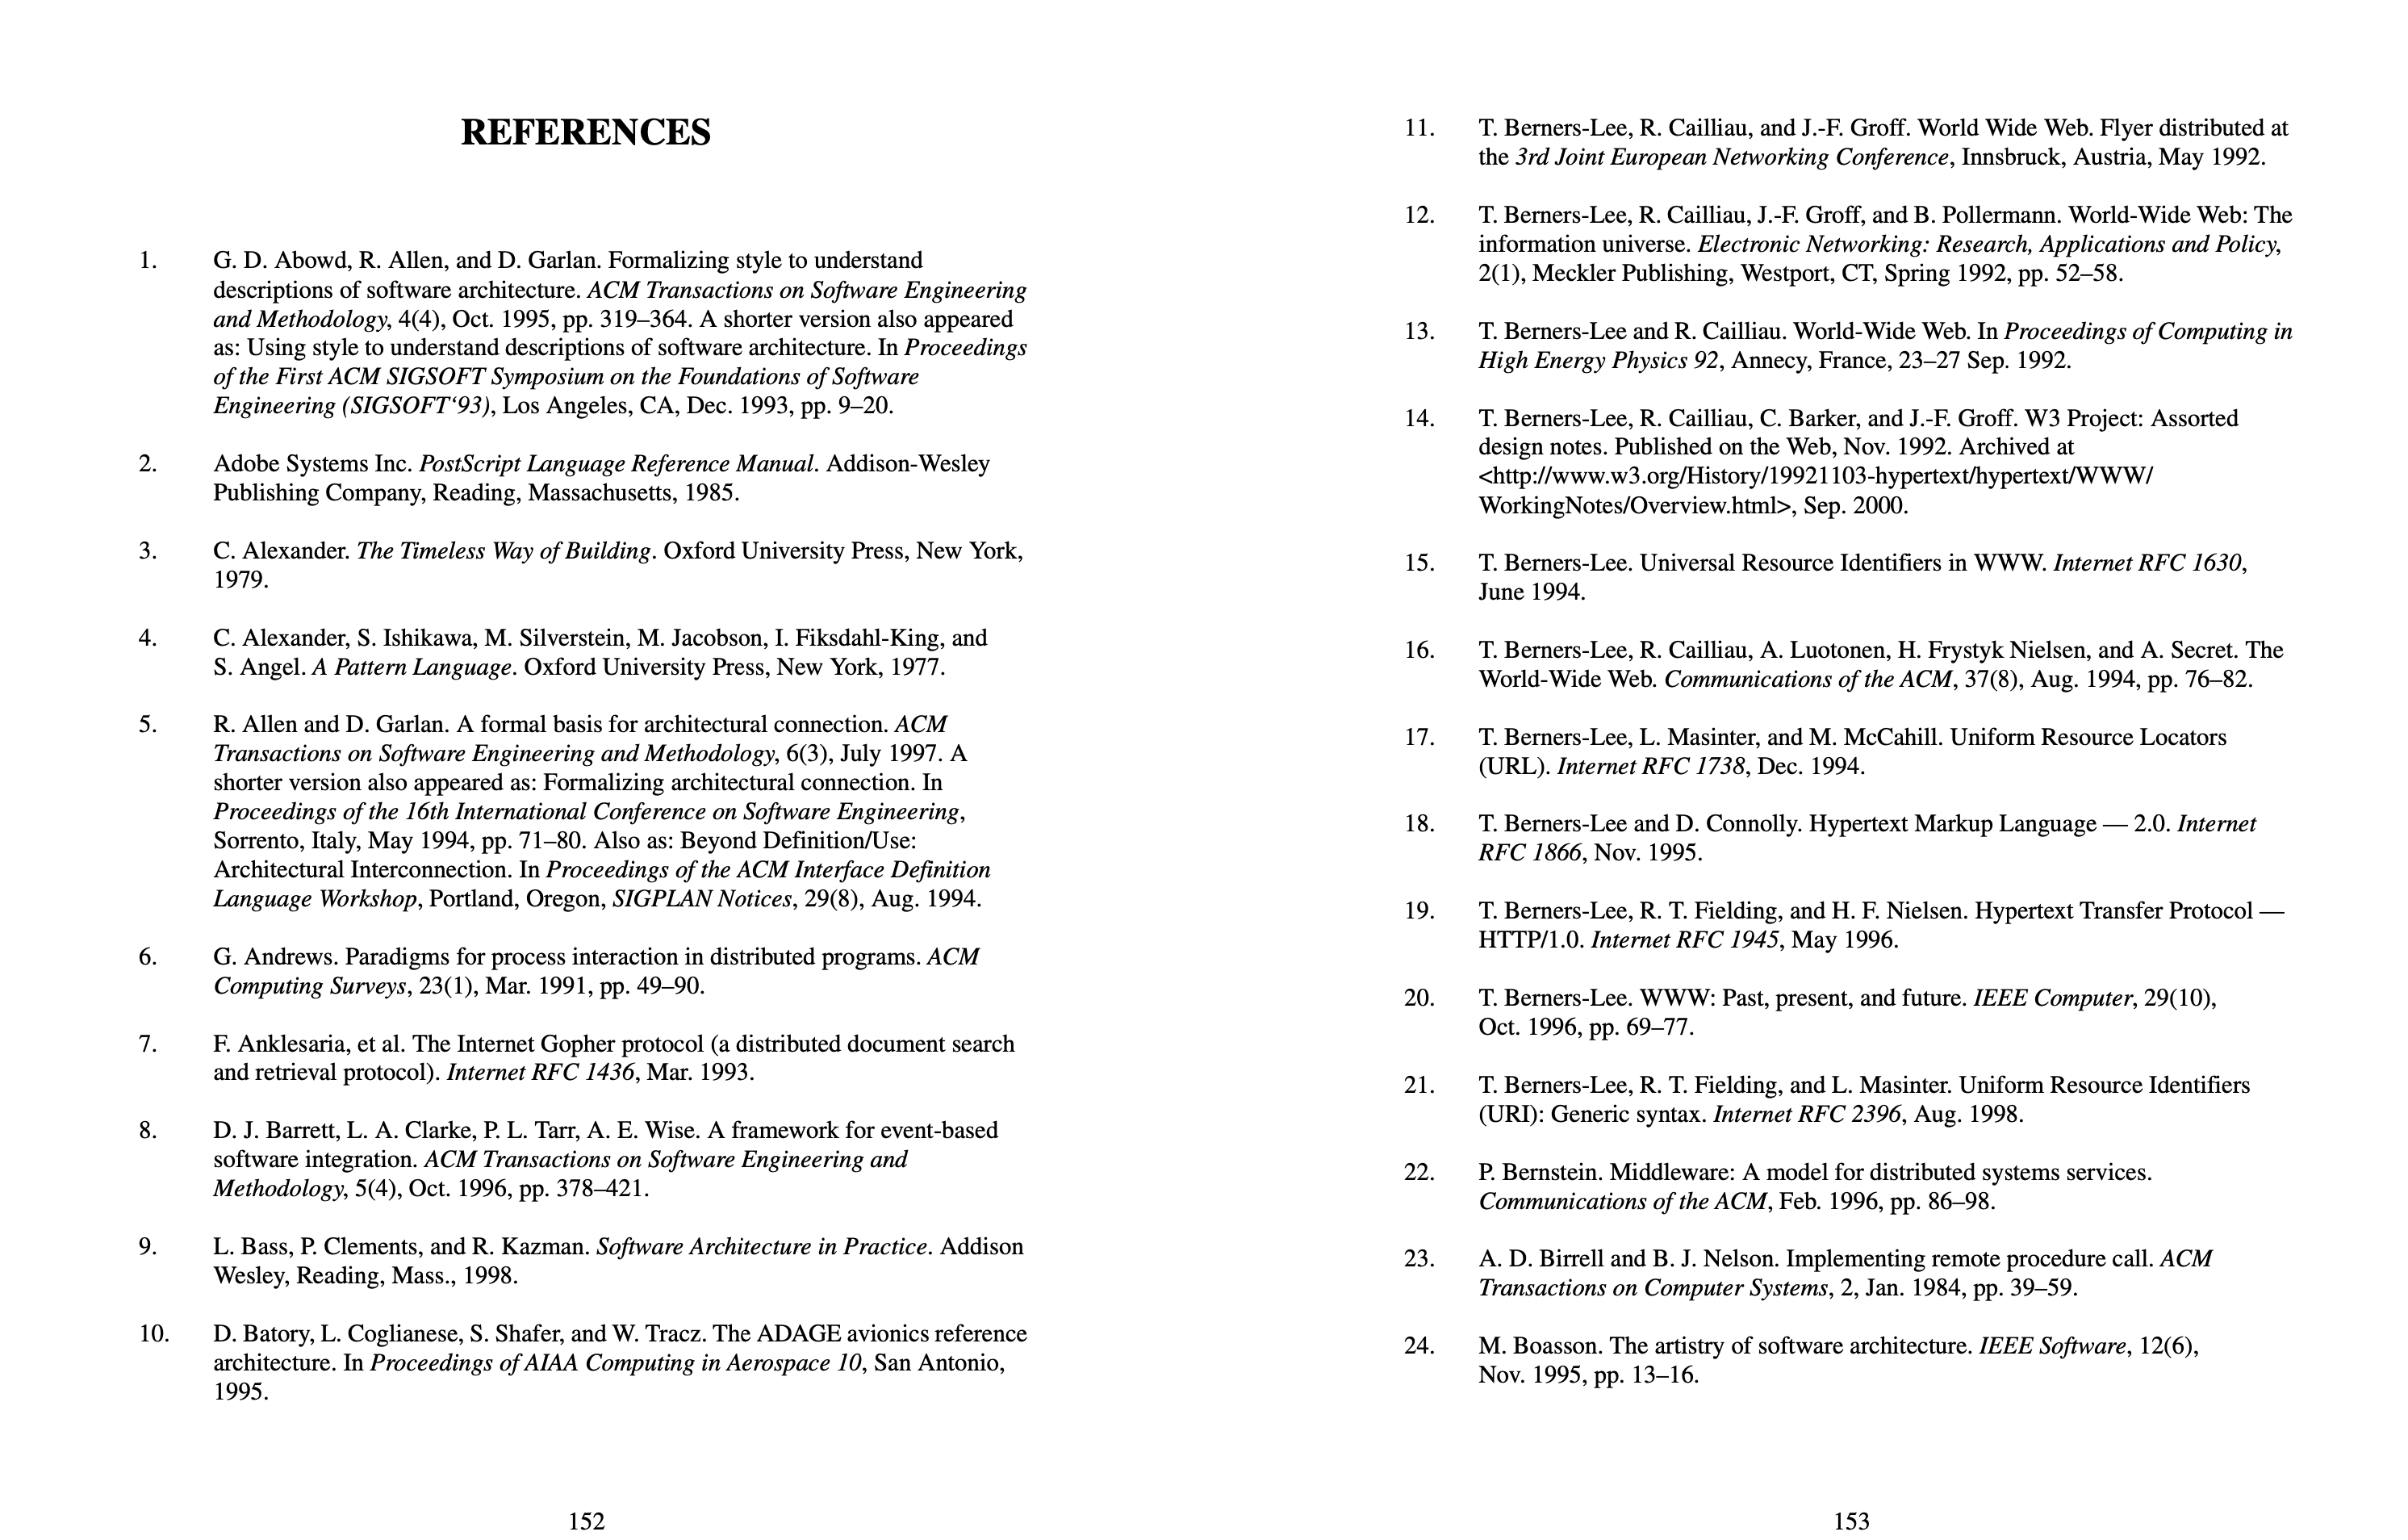 REFERENCES
1. G. D. Abowd, R. Allen, and D. Garlan. Formalizing style to understand
descriptions of software architecture. ACM Transactions on Software Engineering
and Methodology, 4(4), Oct. 1995, pp. 319–364. A shorter version also appeared
as: Using style to understand descriptions of software architecture. In Proceedings
of the First ACM SIGSOFT Symposium on the Foundations of Software
Engineering (SIGSOFT‘93), Los Angeles, CA, Dec. 1993, pp. 9–20.
2. Adobe Systems Inc. PostScript Language Reference Manual. Addison-Wesley
Publishing Company, Reading, Massachusetts, 1985.
3. C. Alexander. The Timeless Way of Building. Oxford University Press, New York,
1979.
4. C. Alexander, S. Ishikawa, M. Silverstein, M. Jacobson, I. Fiksdahl-King, and
S. Angel. A Pattern Language. Oxford University Press, New York, 1977.
5. R. Allen and D. Garlan. A formal basis for architectural connection. ACM
Transactions on Software Engineering and Methodology, 6(3), July 1997. A
shorter version also appeared as: Formalizing architectural connection. In
Proceedings of the 16th International Conference on Software Engineering,
Sorrento, Italy, May 1994, pp. 71–80. Also as: Beyond Definition/Use:
Architectural Interconnection. In Proceedings of the ACM Interface Definition
Language Workshop, Portland, Oregon, SIGPLAN Notices, 29(8), Aug. 1994.
6. G. Andrews. Paradigms for process interaction in distributed programs. ACM
Computing Surveys, 23(1), Mar. 1991, pp. 49–90.
7. F. Anklesaria, et al. The Internet Gopher protocol (a distributed document search
and retrieval protocol). Internet RFC 1436, Mar. 1993.
8. D. J. Barrett, L. A. Clarke, P. L. Tarr, A. E. Wise. A framework for event-based
software integration. ACM Transactions on Software Engineering and
Methodology, 5(4), Oct. 1996, pp. 378–421.
9. L. Bass, P. Clements, and R. Kazman. Software Architecture in Practice. Addison
Wesley, Reading, Mass., 1998.
10. D. Batory, L. Coglianese, S. Shafer, and W. Tracz. The ADAGE avionics reference
architecture. In Proceedings of AIAA Computing in Aerospace 10, San Antonio,
1995.
152
11. T. Berners-Lee, R. Cailliau, and J.-F. Groff. World Wide Web. Flyer distributed at
the 3rd Joint European Networking Conference, Innsbruck, Austria, May 1992.
12. T. Berners-Lee, R. Cailliau, J.-F. Groff, and B. Pollermann. World-Wide Web: The
information universe. Electronic Networking: Research, Applications and Policy,
2(1), Meckler Publishing, Westport, CT, Spring 1992, pp. 52–58.
13. T. Berners-Lee and R. Cailliau. World-Wide Web. In Proceedings of Computing in
High Energy Physics 92, Annecy, France, 23–27 Sep. 1992.
14. T. Berners-Lee, R. Cailliau, C. Barker, and J.-F. Groff. W3 Project: Assorted
design notes. Published on the Web, Nov. 1992. Archived at
<http://www.w3.org/History/19921103-hypertext/hypertext/WWW/
WorkingNotes/Overview.html>, Sep. 2000.
15. T. Berners-Lee. Universal Resource Identifiers in WWW. Internet RFC 1630,
June 1994.
16. T. Berners-Lee, R. Cailliau, A. Luotonen, H. Frystyk Nielsen, and A. Secret. The
World-Wide Web. Communications of the ACM, 37(8), Aug. 1994, pp. 76–82.
17. T. Berners-Lee, L. Masinter, and M. McCahill. Uniform Resource Locators
(URL). Internet RFC 1738, Dec. 1994.
18. T. Berners-Lee and D. Connolly. Hypertext Markup Language — 2.0. Internet
RFC 1866, Nov. 1995.
19. T. Berners-Lee, R. T. Fielding, and H. F. Nielsen. Hypertext Transfer Protocol —
HTTP/1.0. Internet RFC 1945, May 1996.
20. T. Berners-Lee. WWW: Past, present, and future. IEEE Computer, 29(10),
Oct. 1996, pp. 69–77.
21. T. Berners-Lee, R. T. Fielding, and L. Masinter. Uniform Resource Identifiers
(URI): Generic syntax. Internet RFC 2396, Aug. 1998.
22. P. Bernstein. Middleware: A model for distributed systems services.
Communications of the ACM, Feb. 1996, pp. 86–98.
23. A. D. Birrell and B. J. Nelson. Implementing remote procedure call. ACM
Transactions on Computer Systems, 2, Jan. 1984, pp. 39–59.
24. M. Boasson. The artistry of software architecture. IEEE Software, 12(6),
Nov. 1995, pp. 13–16.
153